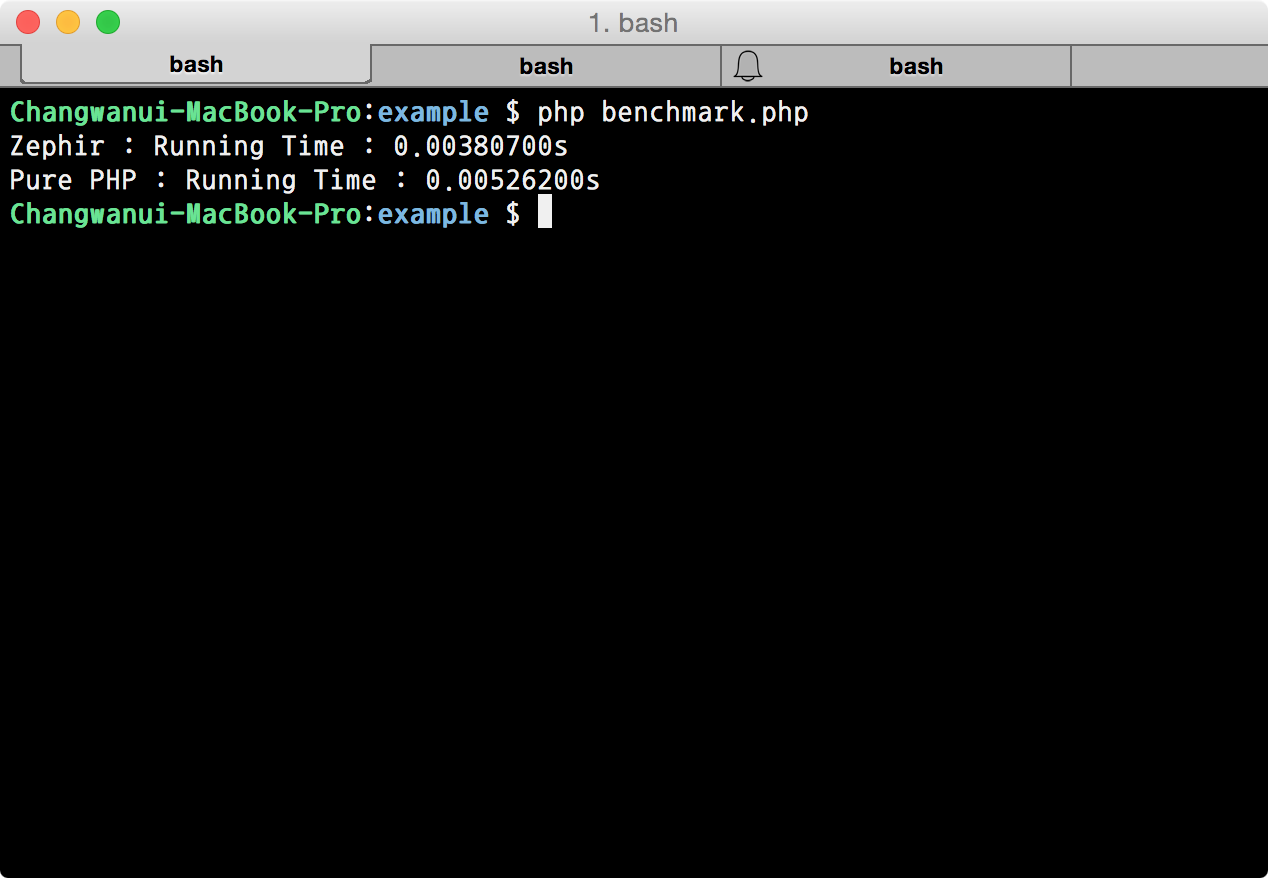 1. bash
bash bash bash
Changwanui-MacBook-Pro:example $ php benchmark.php
Zephir : Running Time : 0.00380700s
Pure PHP : Running Time : 0.00526200s
Changwanui-MacBook-Pro:example $